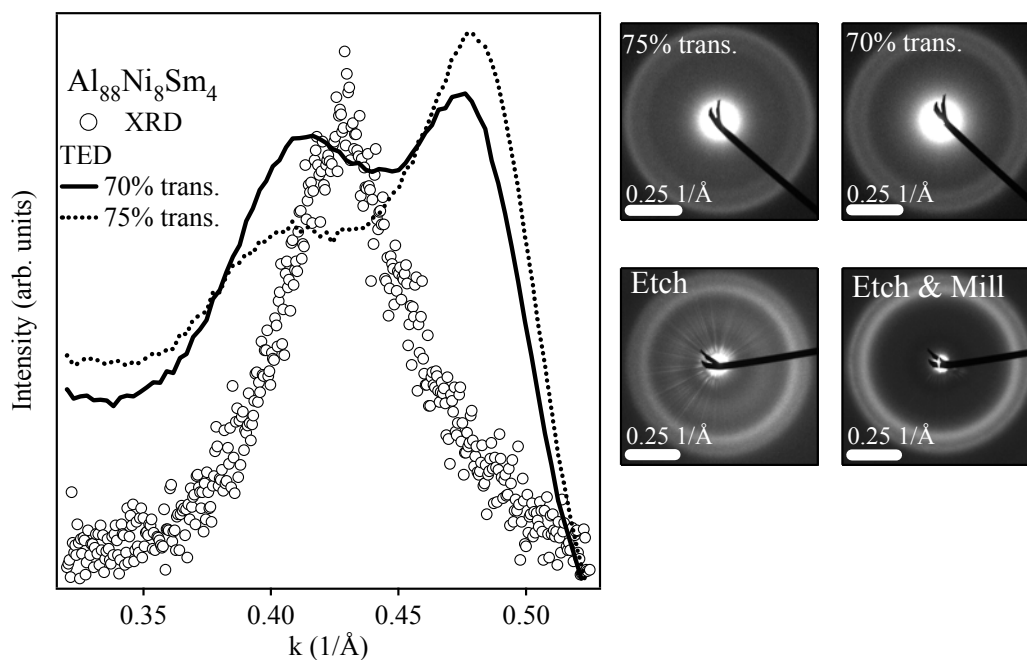 Al₈₈Ni₈Sm₄
XRD
TED
70% trans.
75% trans.
Intensity (arb. units)
0.35 0.40 0.45 0.50
k (1/Å)
75% trans.
0.25 1/Å
70% trans.
0.25 1/Å
Etch
0.25 1/Å
Etch & Mill
0.25 1/Å